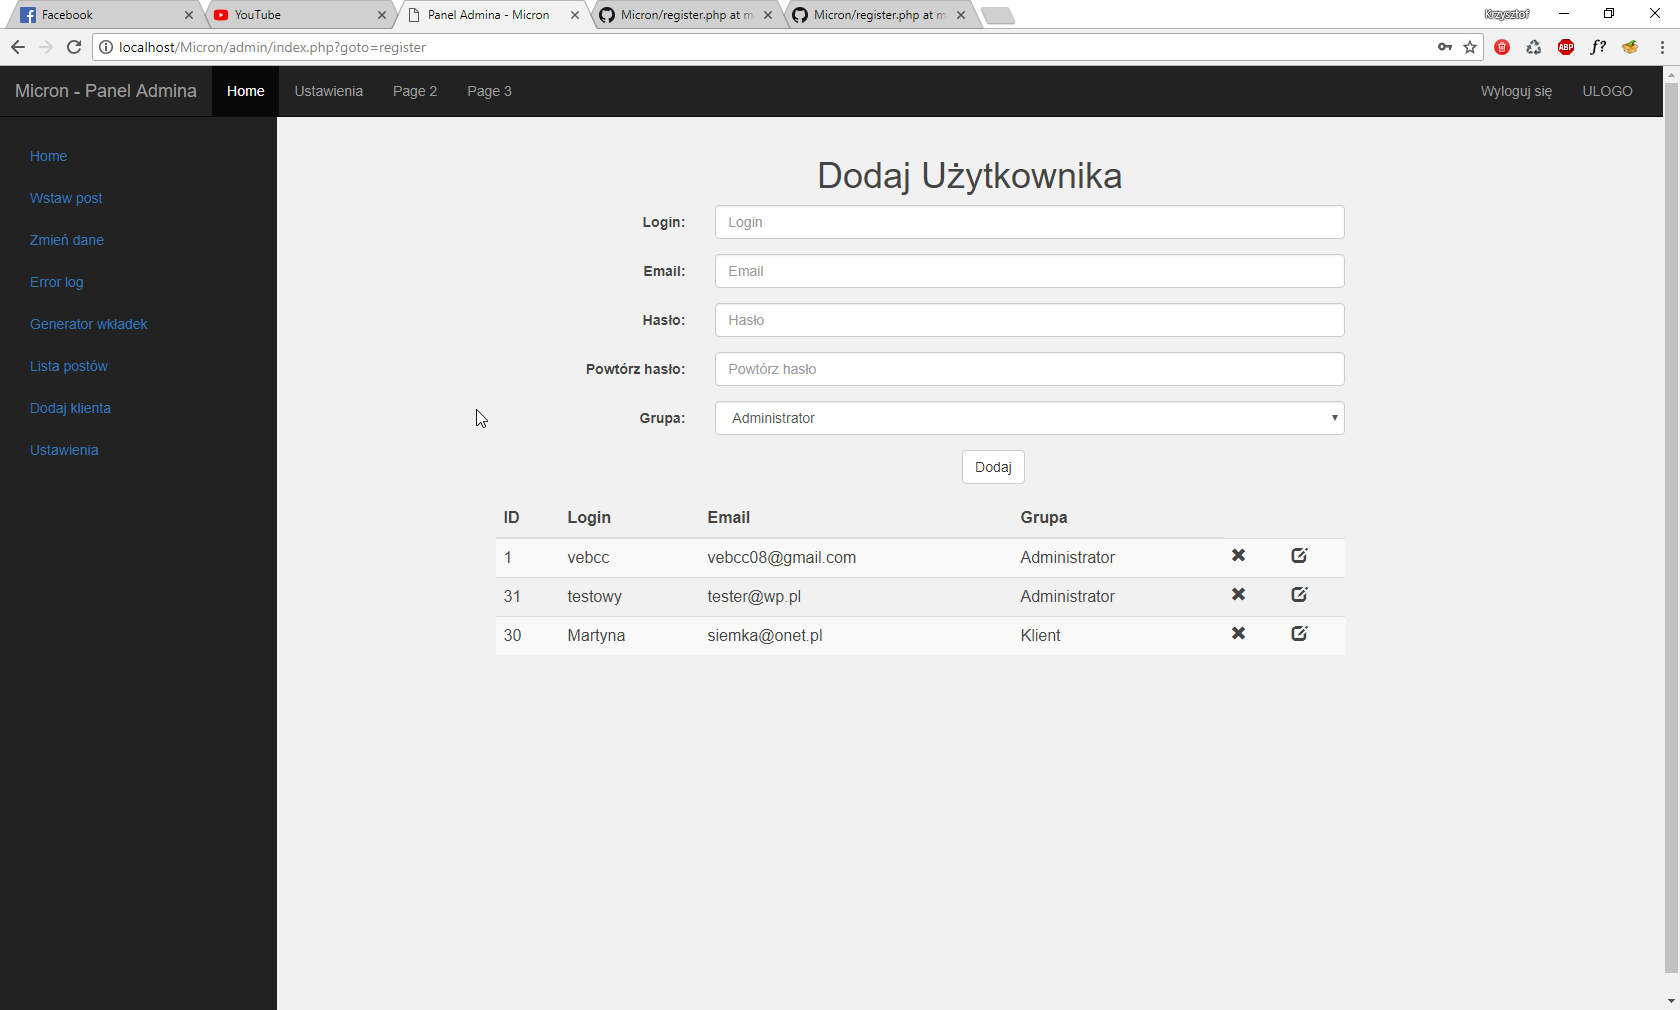 Facebook
YouTube
Panel Admina - Micron
Micron/register.php at m
Micron/register.php at m
Krzysztof
localhost/Micron/admin/index.php?goto=register
ABP
f?
Micron - Panel Admina
Home
Ustawienia
Page 2
Page 3
Wyloguj się
ULOGO
Home
Wstaw post
Zmień dane
Error log
Generator wkładek
Lista postów
Dodaj klienta
Ustawienia
Dodaj Użytkownika
Login: Login
Email: Email
Hasło: Hasło
Powtórz hasło: Powtórz hasło
Grupa: Administrator
Dodaj
ID Login Email Grupa
1 vebcc vebcc08@gmail.com Administrator
31 testowy tester@wp.pl Administrator
30 Martyna siemka@onet.pl Klient